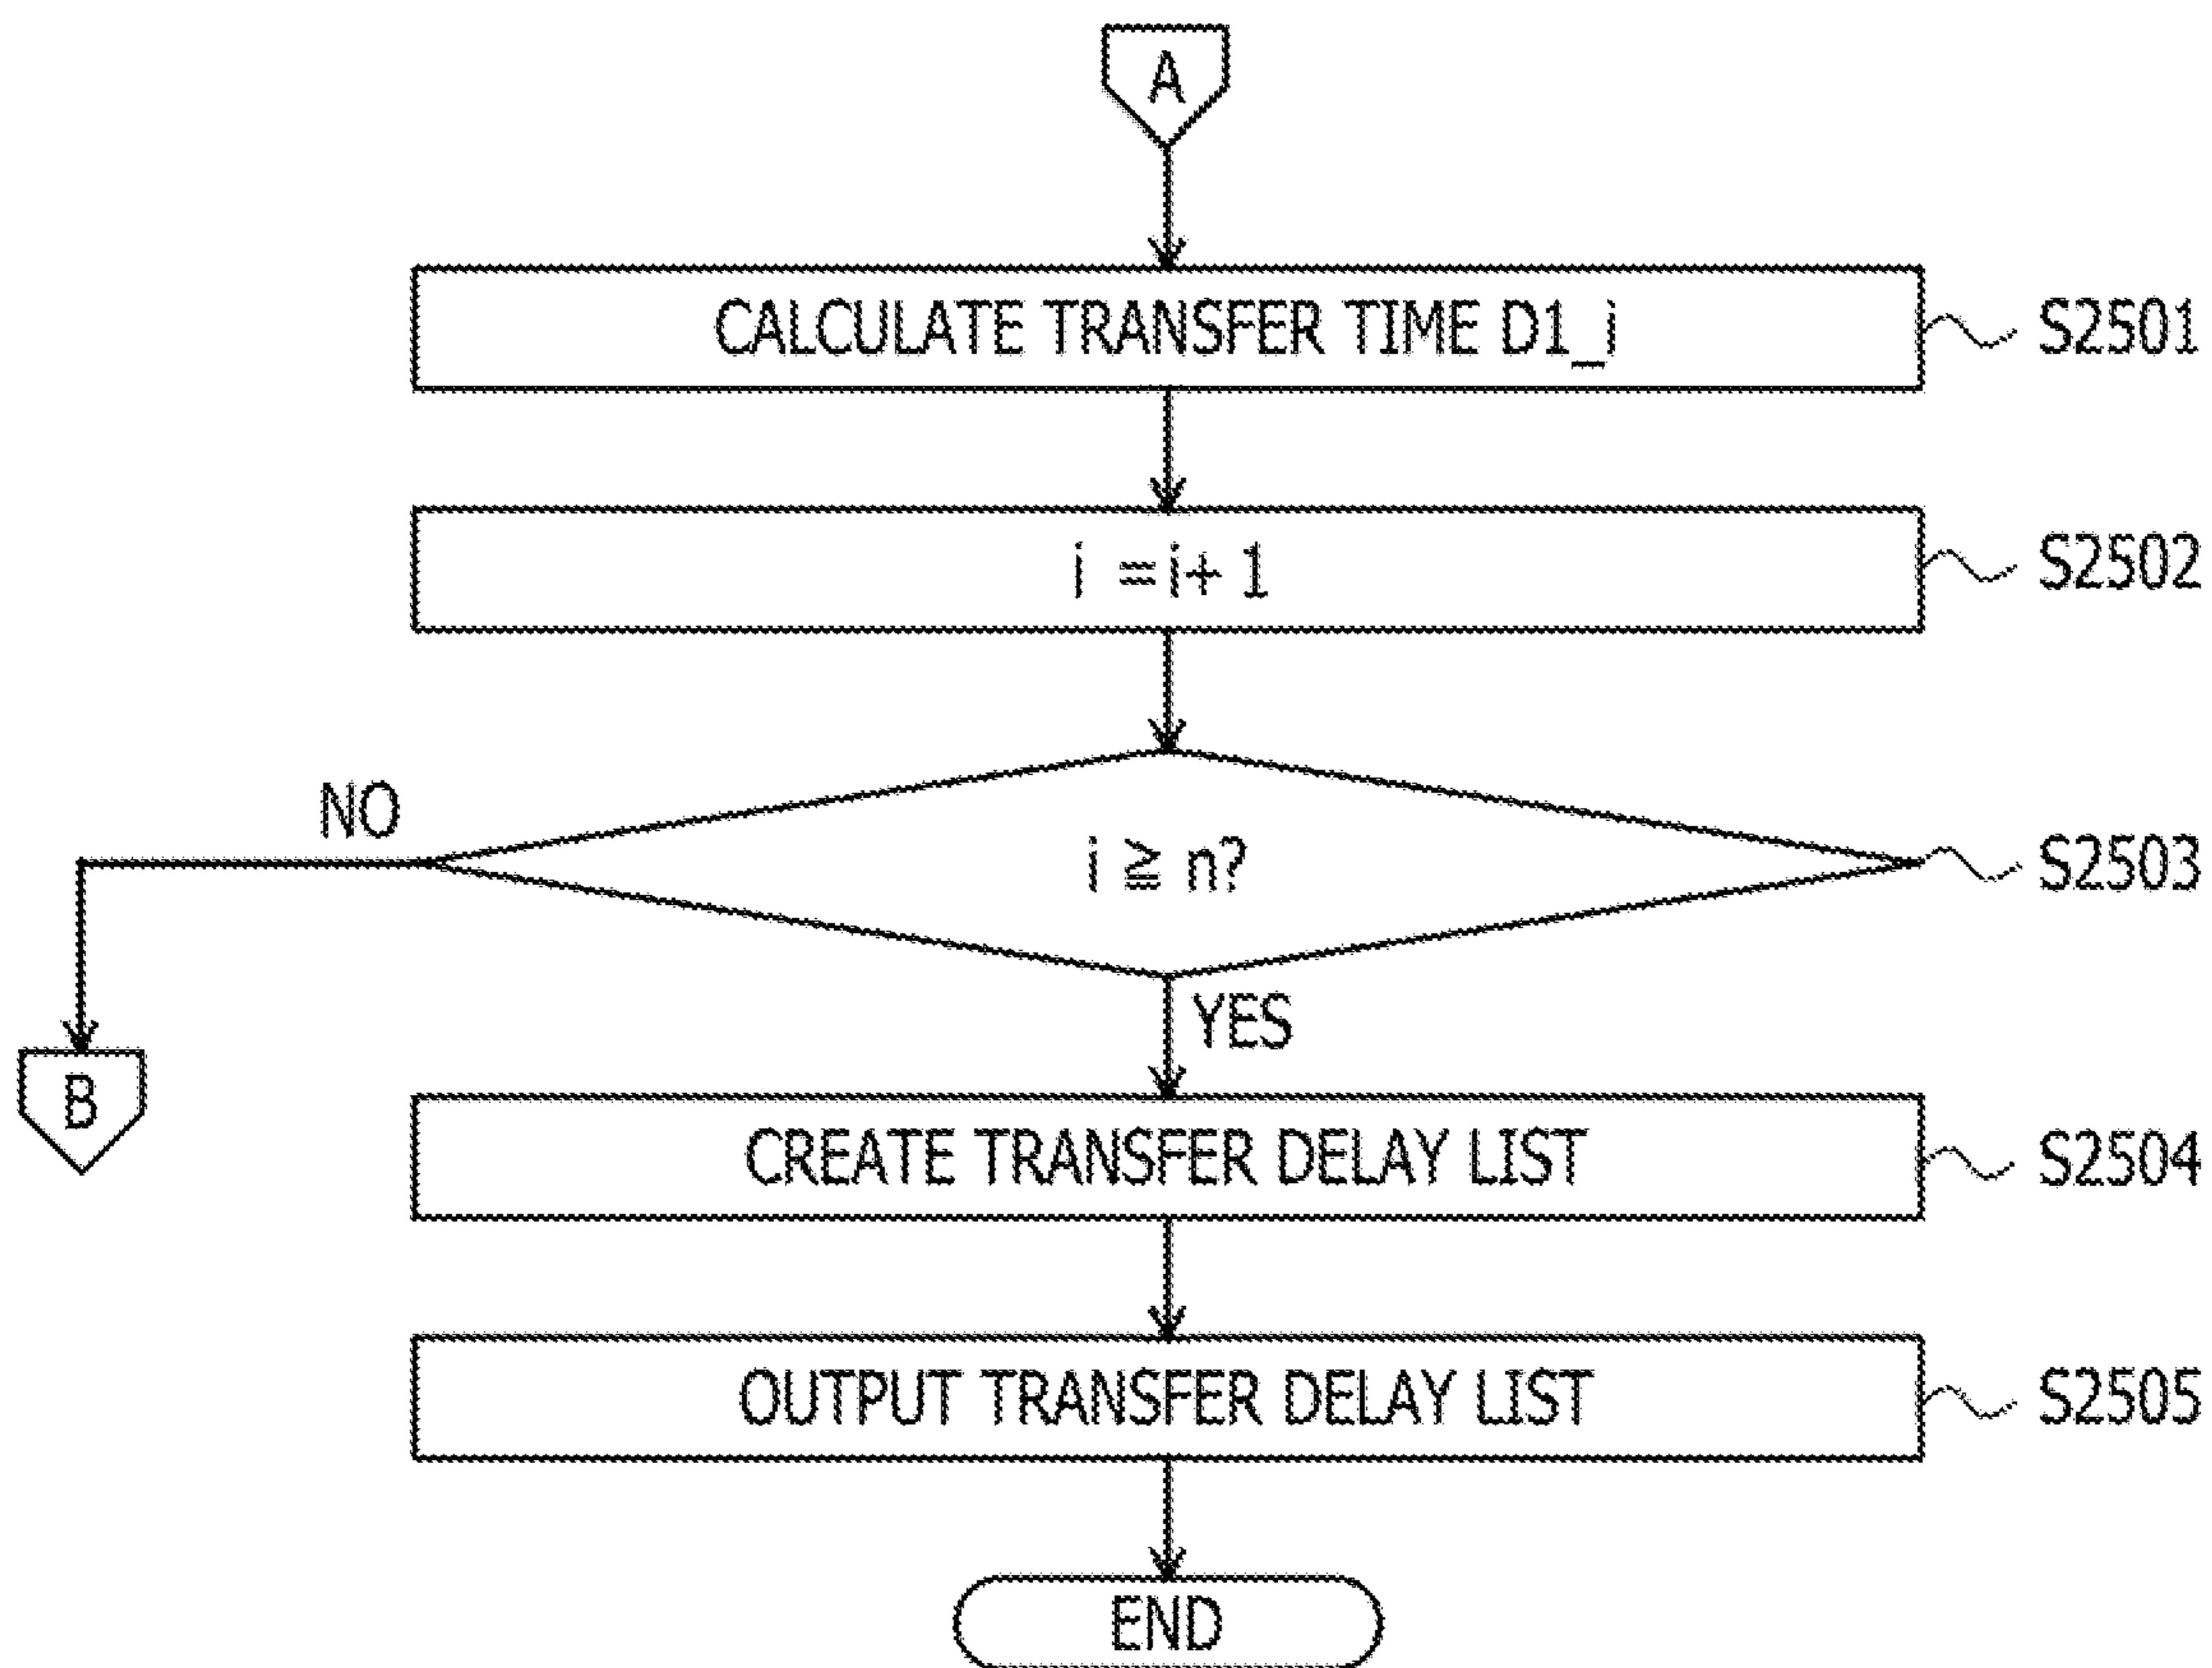 A
CALCULATE TRANSFER TIME D1_i
S2501
i = i + 1
S2502
NO
i ≧ n?
S2503
YES
B
CREATE TRANSFER DELAY LIST
S2504
OUTPUT TRANSFER DELAY LIST
S2505
END